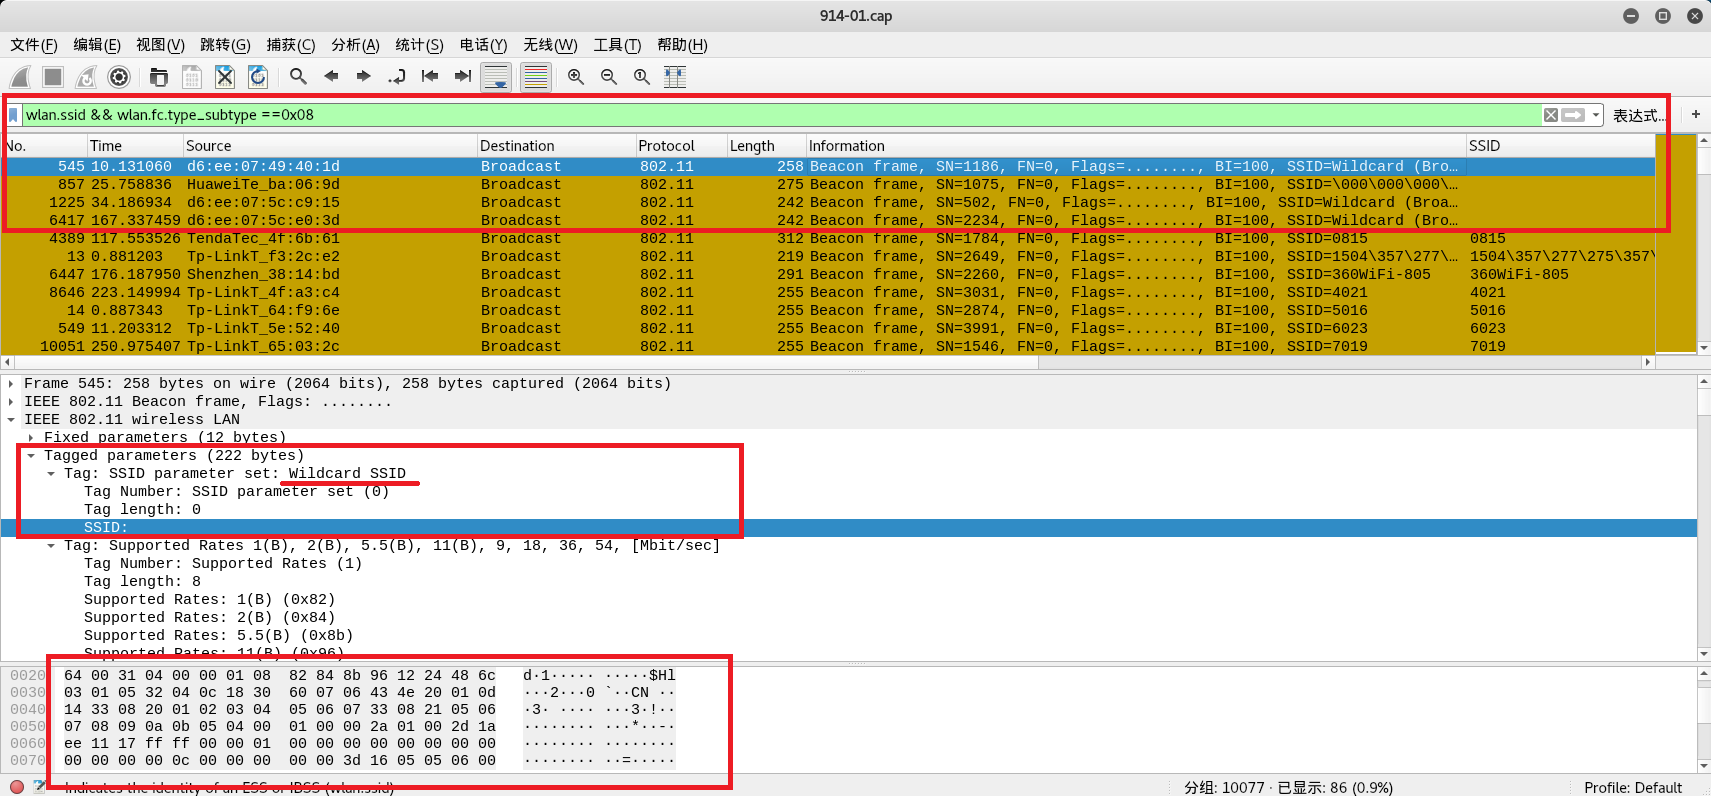 914-01.cap
文件(F) 编辑(E) 视图(V) 跳转(G) 捕获(C) 分析(A) 统计(S) 电话(Y) 无线(W) 工具(T) 帮助(H)
wlan.ssid && wlan.fc.type_subtype ==0x08 表达式… +
No. Time Source Destination Protocol Length Information SSID
545 10.131060 d6:ee:07:49:40:1d Broadcast 802.11 258 Beacon frame, SN=1186, FN=0, Flags=........, BI=100, SSID=Wildcard (Bro…
857 25.758836 HuaweiTe_ba:06:9d Broadcast 802.11 275 Beacon frame, SN=1075, FN=0, Flags=........, BI=100, SSID=\000\000\000\…
1225 34.186934 d6:ee:07:5c:c9:15 Broadcast 802.11 242 Beacon frame, SN=502, FN=0, Flags=........, BI=100, SSID=Wildcard (Broa…
6417 167.337459 d6:ee:07:5c:e0:3d Broadcast 802.11 242 Beacon frame, SN=2234, FN=0, Flags=........, BI=100, SSID=Wildcard (Bro…
4389 117.553526 TendaTec_4f:6b:61 Broadcast 802.11 312 Beacon frame, SN=1784, FN=0, Flags=........, BI=100, SSID=0815 0815
13 0.881203 Tp-LinkT_f3:2c:e2 Broadcast 802.11 219 Beacon frame, SN=2649, FN=0, Flags=........, BI=100, SSID=1504\357\277\… 1504\357\277\275\357\
6447 176.187950 Shenzhen_38:14:bd Broadcast 802.11 291 Beacon frame, SN=2260, FN=0, Flags=........, BI=100, SSID=360WiFi-805 360WiFi-805
8646 223.149994 Tp-LinkT_4f:a3:c4 Broadcast 802.11 255 Beacon frame, SN=3031, FN=0, Flags=........, BI=100, SSID=4021 4021
14 0.887343 Tp-LinkT_64:f9:6e Broadcast 802.11 255 Beacon frame, SN=2874, FN=0, Flags=........, BI=100, SSID=5016 5016
549 11.203312 Tp-LinkT_5e:52:40 Broadcast 802.11 255 Beacon frame, SN=3991, FN=0, Flags=........, BI=100, SSID=6023 6023
10051 250.975407 Tp-LinkT_65:03:2c Broadcast 802.11 255 Beacon frame, SN=1546, FN=0, Flags=........, BI=100, SSID=7019 7019
Frame 545: 258 bytes on wire (2064 bits), 258 bytes captured (2064 bits)
IEEE 802.11 Beacon frame, Flags: ........
IEEE 802.11 wireless LAN
Fixed parameters (12 bytes)
Tagged parameters (222 bytes)
Tag: SSID parameter set: Wildcard SSID
Tag Number: SSID parameter set (0)
Tag length: 0
SSID:
Tag: Supported Rates 1(B), 2(B), 5.5(B), 11(B), 9, 18, 36, 54, [Mbit/sec]
Tag Number: Supported Rates (1)
Tag length: 8
Supported Rates: 1(B) (0x82)
Supported Rates: 2(B) (0x84)
Supported Rates: 5.5(B) (0x8b)
Supported Rates: 11(B) (0x96)
0020 64 00 31 04 00 00 01 08 82 84 8b 96 12 24 48 6c d·1····· ·····$Hl
0030 03 01 05 32 04 0c 18 30 60 07 06 43 4e 20 01 0d ···2···0 `··CN ··
0040 14 33 08 20 01 02 03 04 05 06 07 33 08 21 05 06 ·3· ···· ···3·!··
0050 07 08 09 0a 0b 05 04 00 01 00 00 2a 01 00 2d 1a ········ ···*··-·
0060 ee 11 17 ff ff 00 00 01 00 00 00 00 00 00 00 00 ········ ········
0070 00 00 00 00 0c 00 00 00 00 00 3d 16 05 05 06 00 ········ ··=·····
Indicates the identity of an ESS or IBSS (wlan.ssid) 分组: 10077 · 已显示: 86 (0.9%) Profile: Default